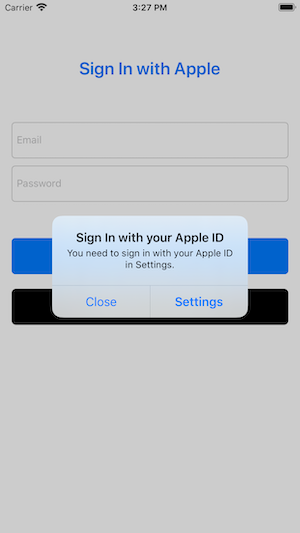 Carrier 3:27 PM
Sign In with Apple
Email
Password
Sign In with your Apple ID
You need to sign in with your Apple ID
in Settings.
Close Settings